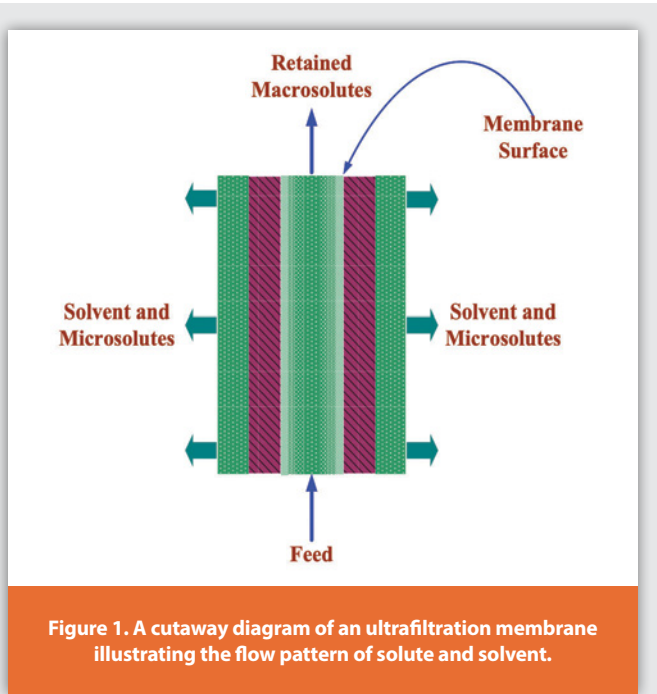 Retained
Macrosolutes
Membrane
Surface
Solvent and
Microsolutes
Solvent and
Microsolutes
Feed
Figure 1. A cutaway diagram of an ultrafiltration membrane
illustrating the flow pattern of solute and solvent.